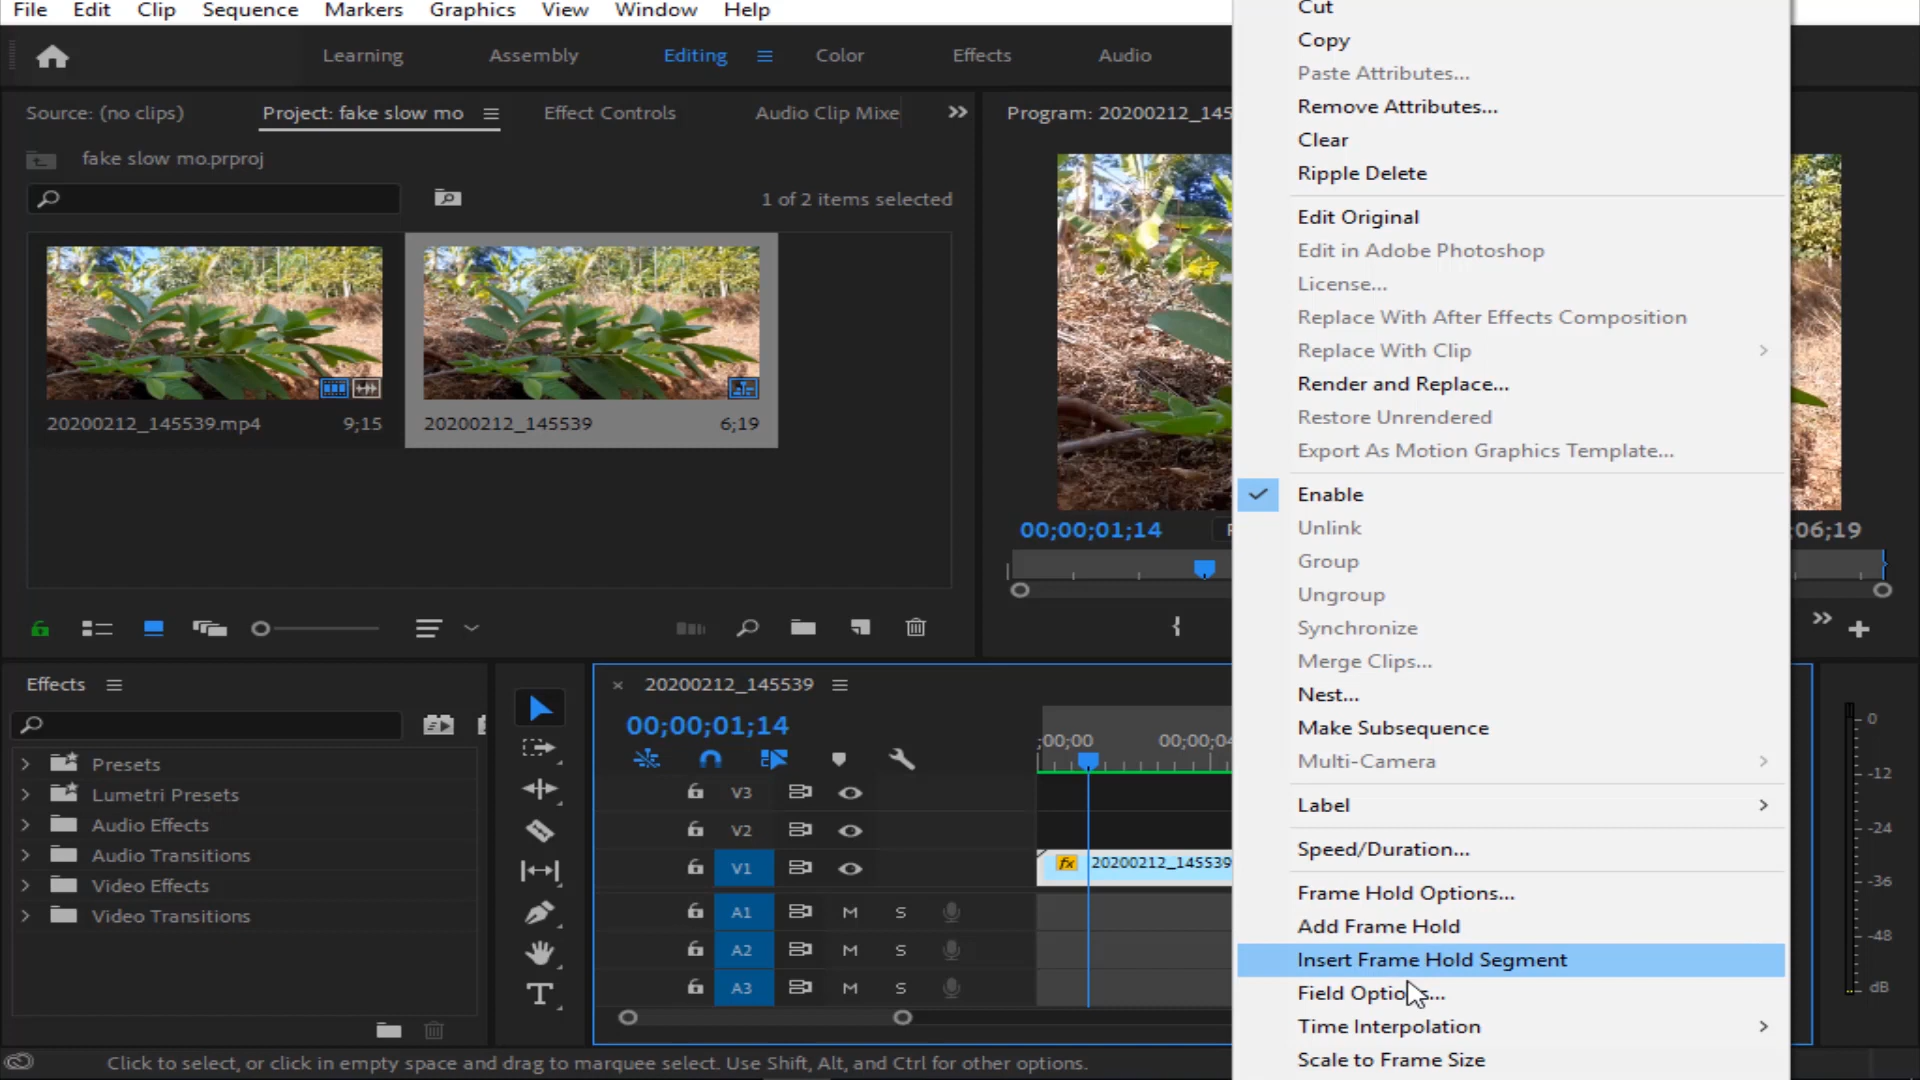 File Edit Clip Sequence Markers Graphics View Window Help
Learning Assembly Editing Color Effects Audio
Source: (no clips) Project: fake slow mo Effect Controls Audio Clip Mixe
fake slow mo.prproj
1 of 2 items selected
20200212_145539.mp4 9;15
20200212_145539 6;19
Program: 20200212_145
00;00;01;14
;06;19
Effects
Presets
Lumetri Presets
Audio Effects
Audio Transitions
Video Effects
Video Transitions
20200212_145539
00;00;01;14
;00;00 00;00;04
V3
V2
V1 fx 20200212_145539
A1 M S
A2 M S
A3 M S
Cut
Copy
Paste Attributes...
Remove Attributes...
Clear
Ripple Delete
Edit Original
Edit in Adobe Photoshop
License...
Replace With After Effects Composition
Replace With Clip
Render and Replace...
Restore Unrendered
Export As Motion Graphics Template...
Enable
Unlink
Group
Ungroup
Synchronize
Merge Clips...
Nest...
Make Subsequence
Multi-Camera
Label
Speed/Duration...
Frame Hold Options...
Add Frame Hold
Insert Frame Hold Segment
Field Options...
Time Interpolation
Scale to Frame Size
0
-12
-24
-36
-48
dB
Click to select, or click in empty space and drag to marquee select. Use Shift, Alt, and Ctrl for other options.